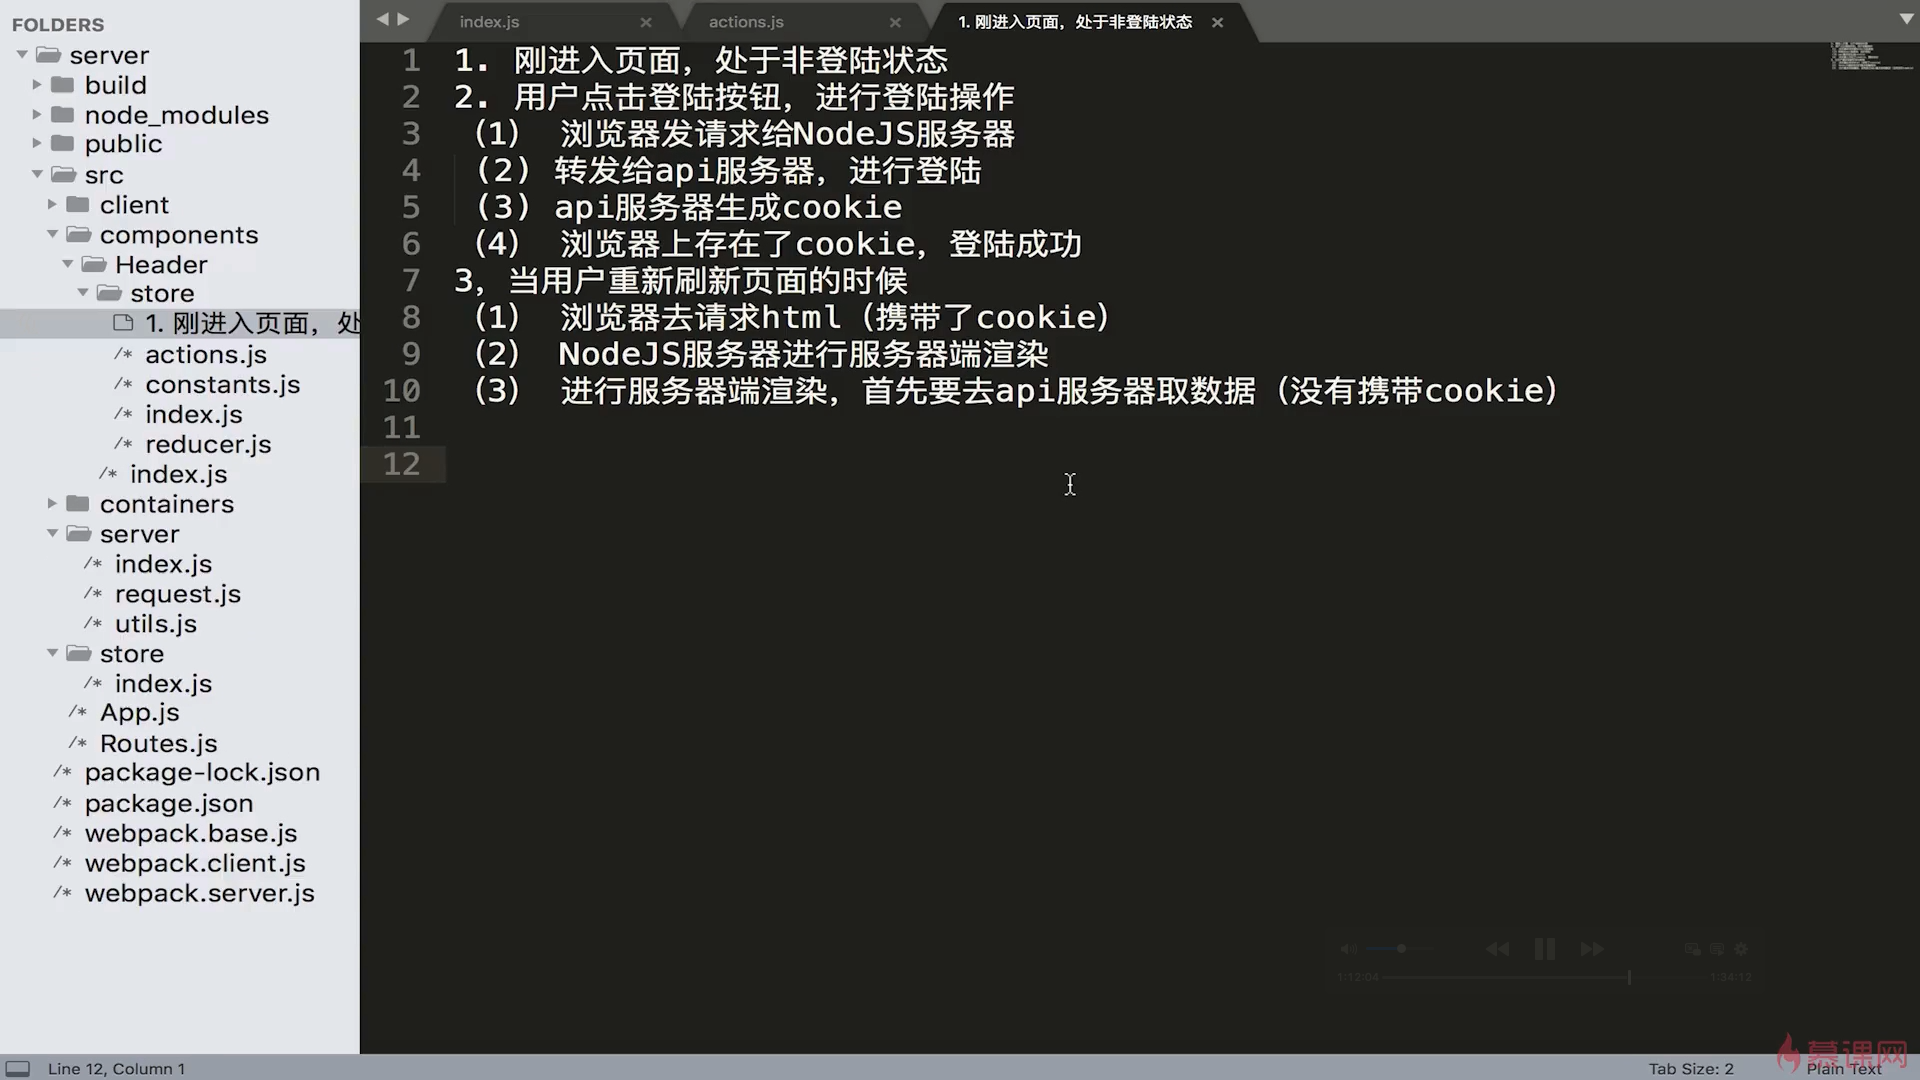 FOLDERS
server
build
node_modules
public
src
client
components
Header
store
1. 刚进入页面，处
actions.js
constants.js
index.js
reducer.js
index.js
containers
server
index.js
request.js
utils.js
store
index.js
App.js
Routes.js
package-lock.json
package.json
webpack.base.js
webpack.client.js
webpack.server.js
index.js
actions.js
1. 刚进入页面，处于非登陆状态
1 1. 刚进入页面，处于非登陆状态
2 2. 用户点击登陆按钮，进行登陆操作
3 （1） 浏览器发请求给NodeJS服务器
4 （2）转发给api服务器，进行登陆
5 （3）api服务器生成cookie
6 （4） 浏览器上存在了cookie，登陆成功
7 3，当用户重新刷新页面的时候
8 （1） 浏览器去请求html（携带了cookie）
9 （2） NodeJS服务器进行服务器端渲染
10 （3） 进行服务器端渲染，首先要去api服务器取数据（没有携带cookie）
11
12
1:12:04
1:34:12
Line 12, Column 1
Tab Size: 2
Plain Text
慕课网